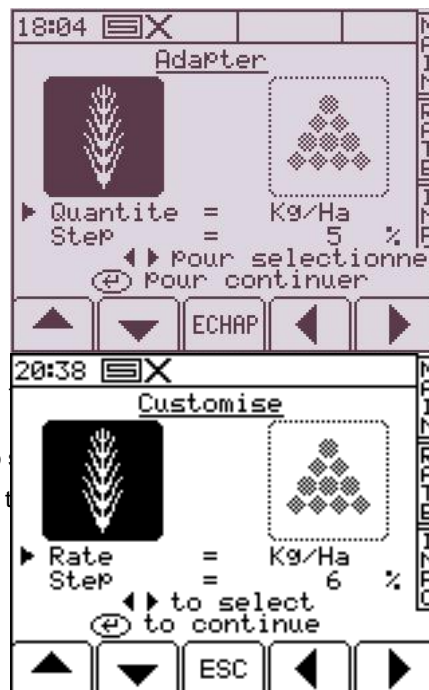 18:04
Adapter
Quantite = Kg/Ha
Step = 5 %
pour selectionne
pour continuer
ECHAP
20:38
Customise
Rate = Kg/Ha
Step = 6 %
to select
to continue
ESC